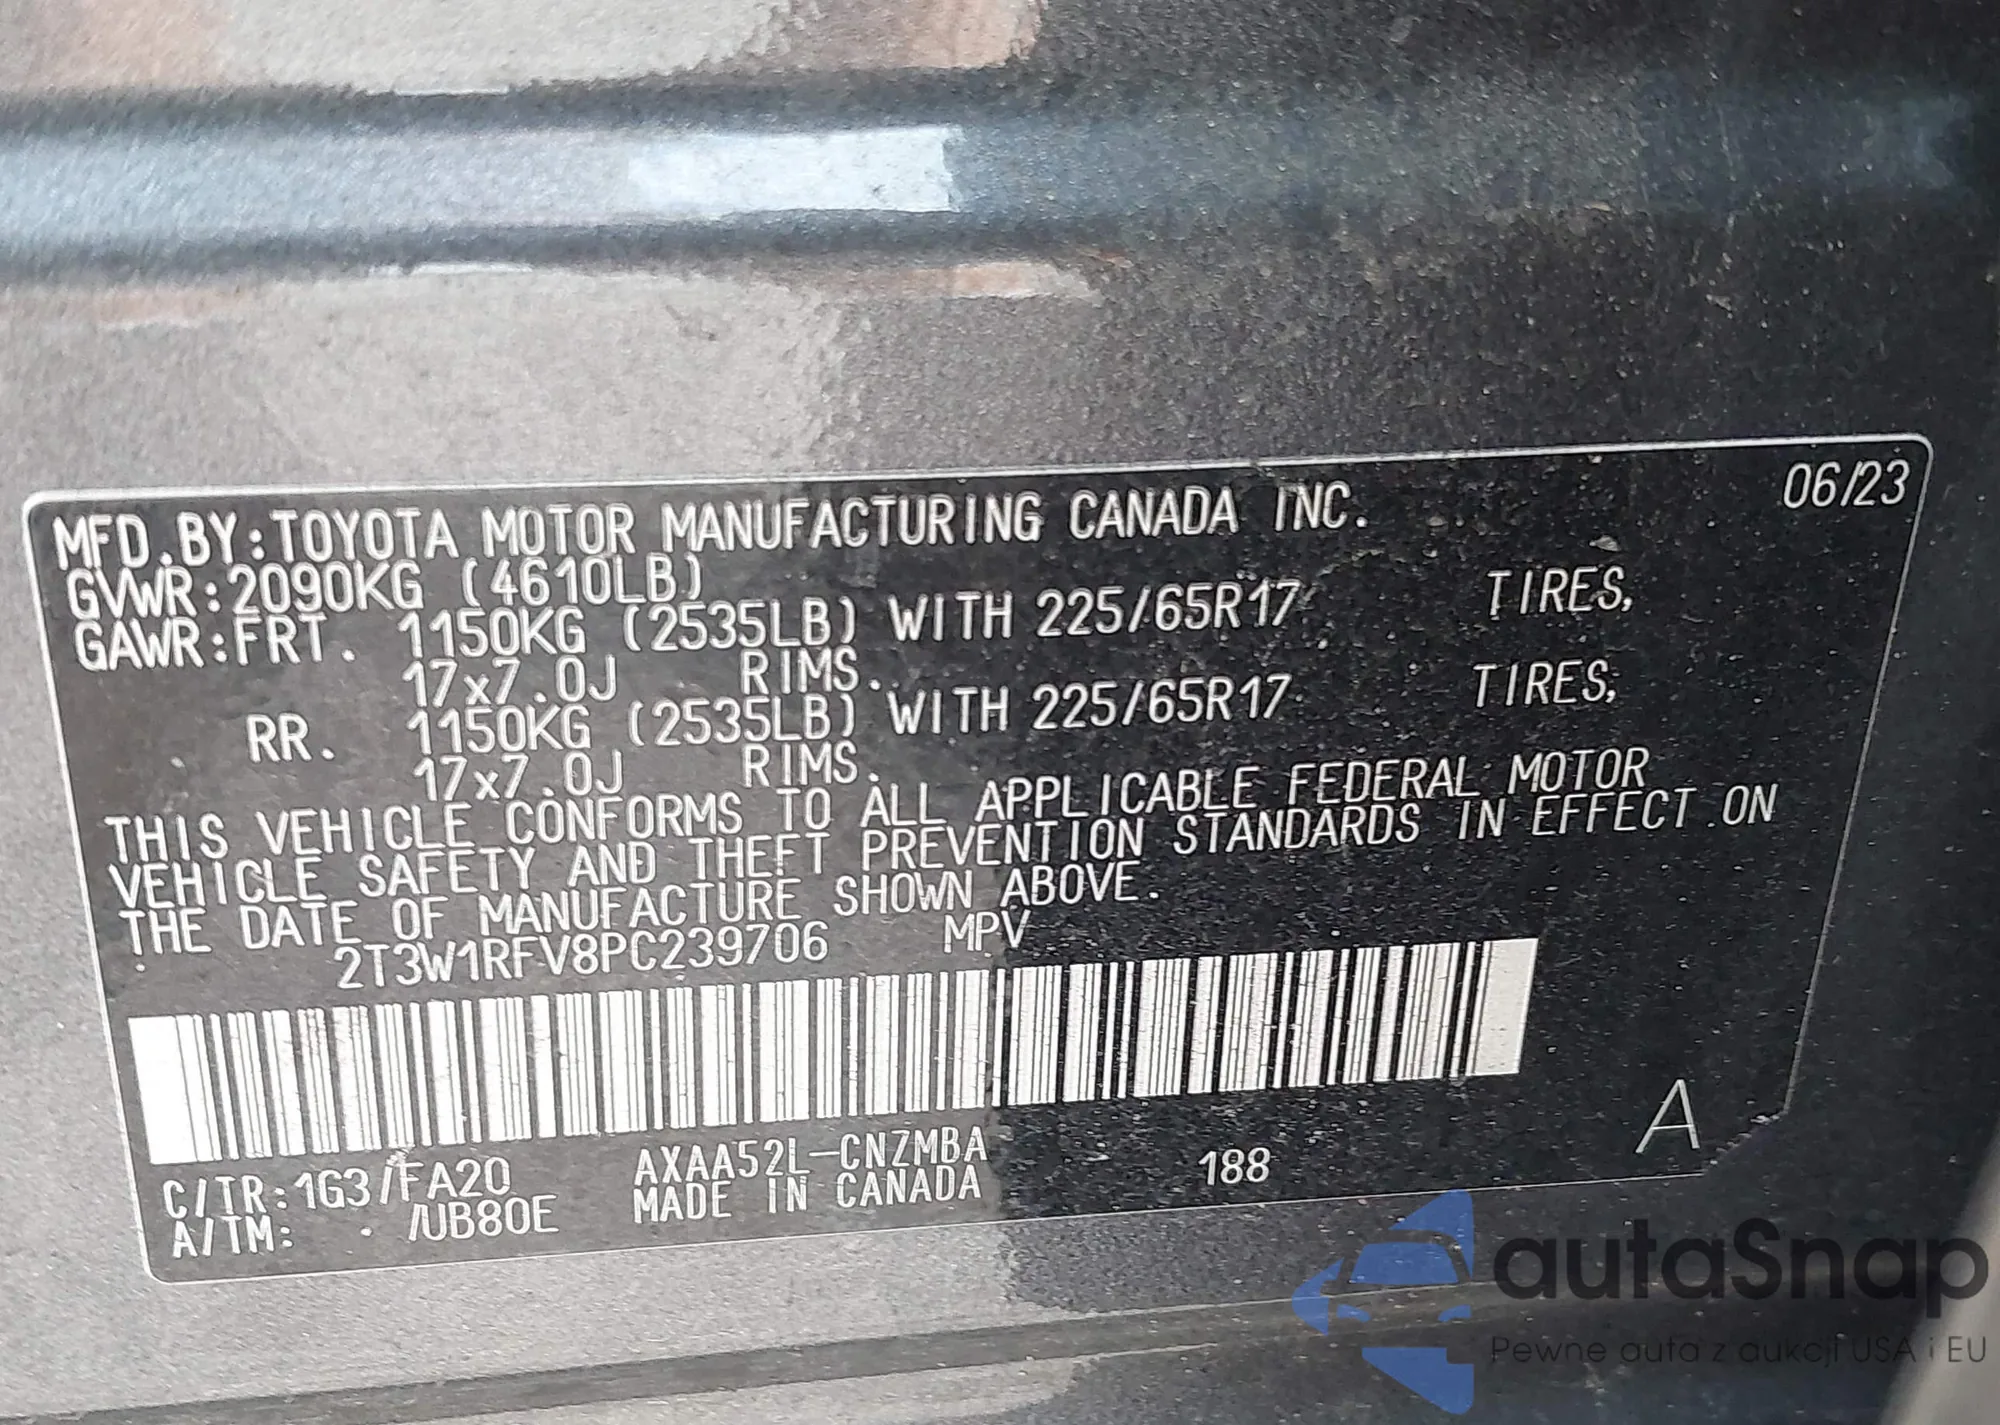 06/23
MFD.BY:TOYOTA MOTOR MANUFACTURING CANADA INC.
GVWR:2090KG (4610LB)
GAWR:FRT. 1150KG (2535LB) WITH 225/65R17 TIRES,
17x7.0J RIMS.
RR. 1150KG (2535LB) WITH 225/65R17 TIRES,
17x7.0J RIMS.
THIS VEHICLE CONFORMS TO ALL APPLICABLE FEDERAL MOTOR
VEHICLE SAFETY AND THEFT PREVENTION STANDARDS IN EFFECT ON
THE DATE OF MANUFACTURE SHOWN ABOVE.
2T3W1RFV8PC239706 MPV
C/TR:1G3/FA20 AXAA52L-CNZMBA 188 A
A/TM: /UB80E MADE IN CANADA
autaSnap
Pewne auta z aukcji USA i EU